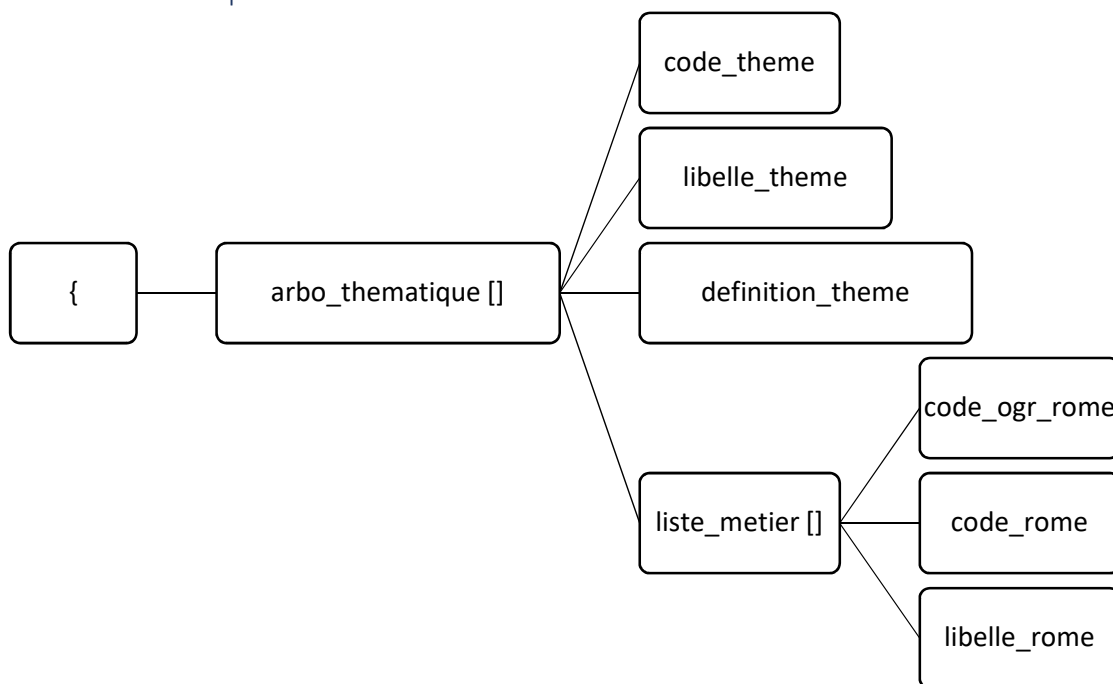 code_theme
libelle_theme
{
arbo_thematique []
definition_theme
code_ogr_rome
liste_metier []
code_rome
libelle_rome